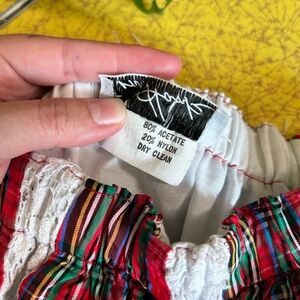 80% ACETATE
20% NYLON
DRY CLEAN